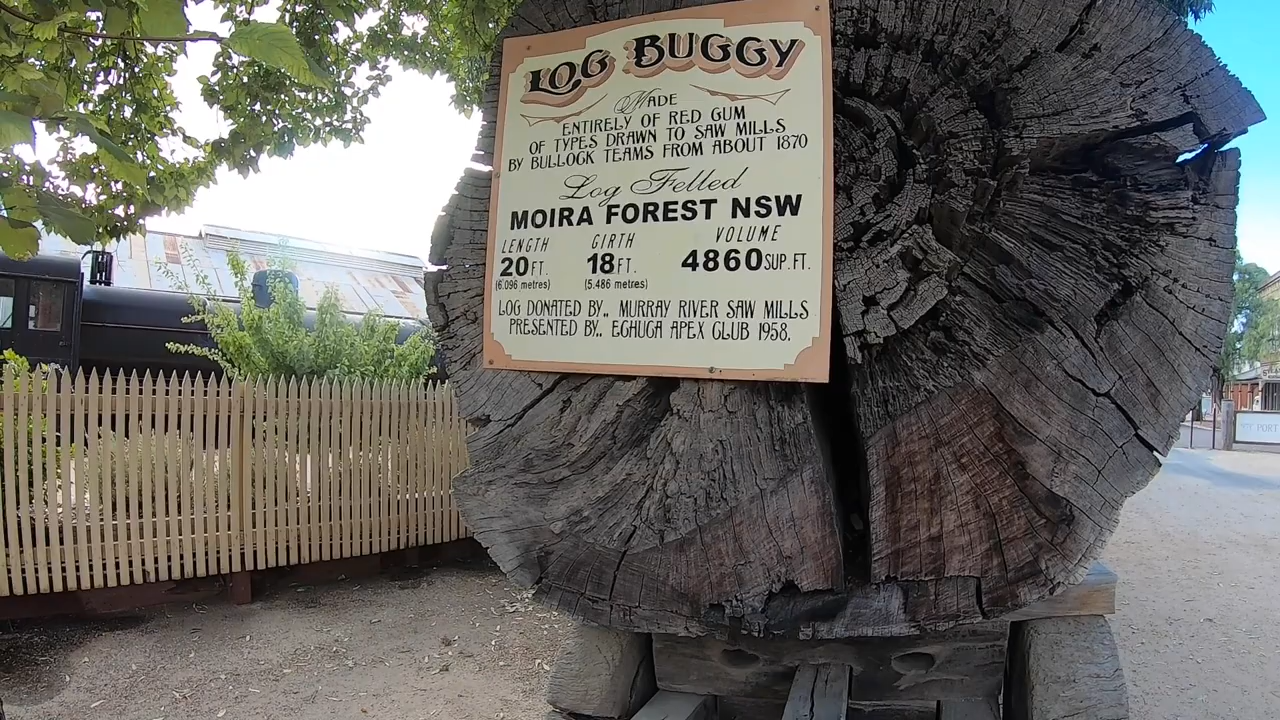 LOG BUGGY
MADE
ENTIRELY OF RED GUM
OF TYPES DRAWN TO SAW MILLS
BY BULLOCK TEAMS FROM ABOUT 1870
Log Felled
MOIRA FOREST NSW
LENGTH GIRTH VOLUME
20FT. 18FT. 4860SUP.FT.
(6.096 metres) (5.486 metres)
LOG DONATED BY.. MURRAY RIVER SAW MILLS
PRESENTED BY.. ECHUCA APEX CLUB 1958.
PORT